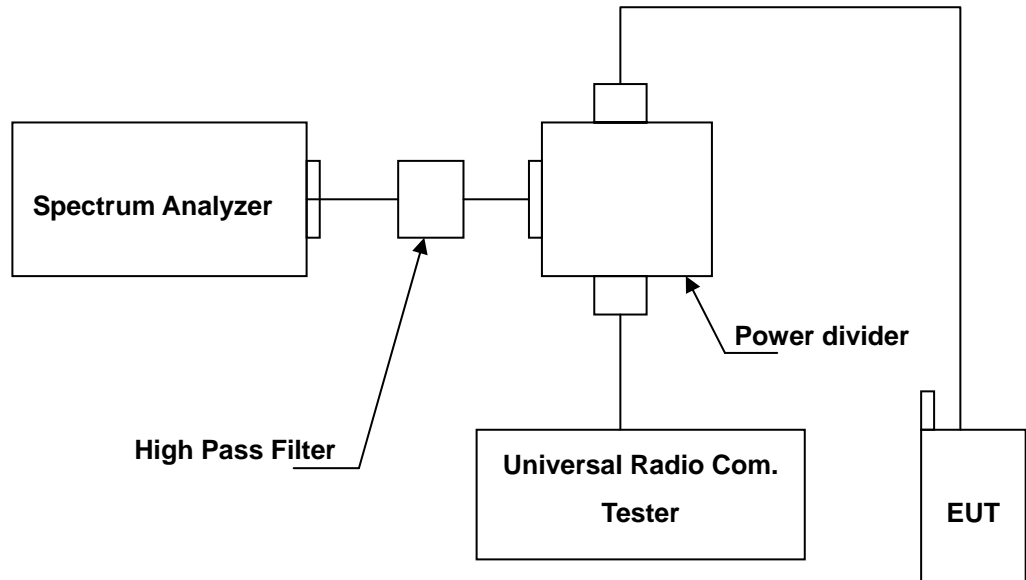 Spectrum Analyzer
Power divider
High Pass Filter
Universal Radio Com.
Tester
EUT